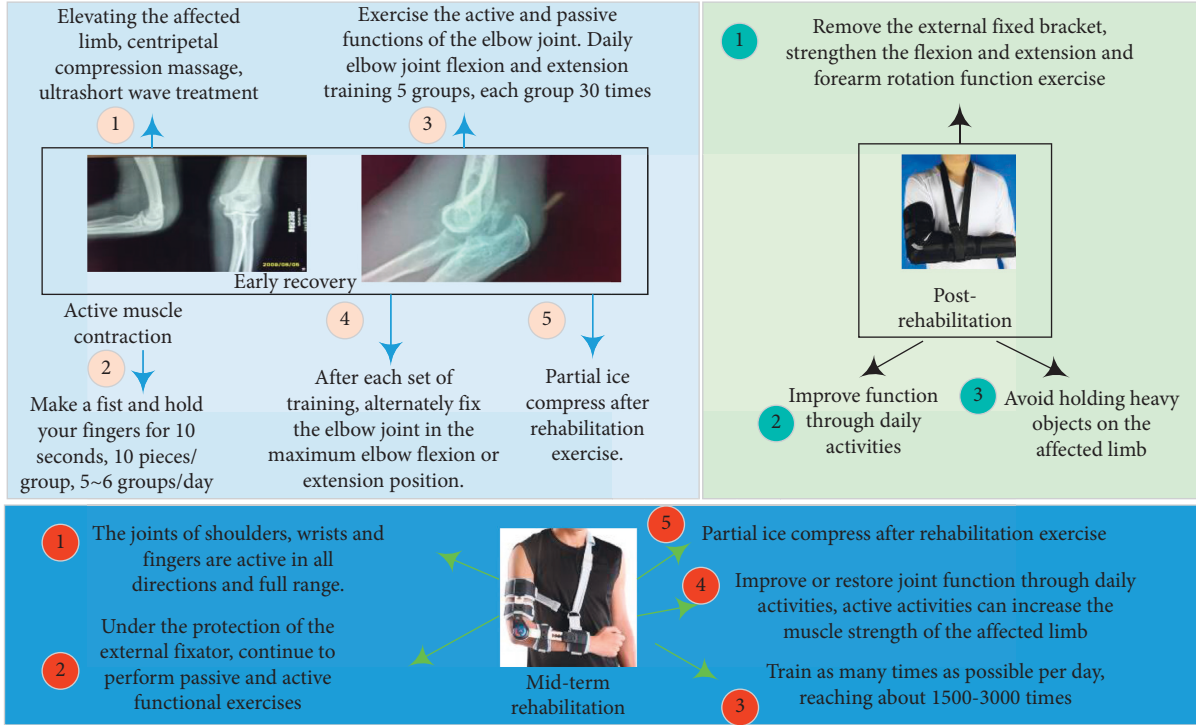 Elevating the affected
limb, centripetal
compression massage,
ultrashort wave treatment
1
Exercise the active and passive
functions of the elbow joint. Daily
elbow joint flexion and extension
training 5 groups, each group 30 times
3
2008/06/06
Early recovery
Active muscle
contraction
2
Make a fist and hold
your fingers for 10
seconds, 10 pieces/
group, 5~6 groups/day
4
After each set of
training, alternately fix
the elbow joint in the
maximum elbow flexion or
extension position.
5
Partial ice
compress after
rehabilitation
exercise.
1
Remove the external fixed bracket,
strengthen the flexion and extension and
forearm rotation function exercise
Post-
rehabilitation
2
Improve function
through daily
activities
3
Avoid holding heavy
objects on the
affected limb
1
The joints of shoulders, wrists and
fingers are active in all
directions and full range.
2
Under the protection of the
external fixator, continue to
perform passive and active
functional exercises
Mid-term
rehabilitation
5
Partial ice compress after rehabilitation exercise
4
Improve or restore joint function through daily
activities, active activities can increase the
muscle strength of the affected limb
3
Train as many times as possible per day,
reaching about 1500-3000 times